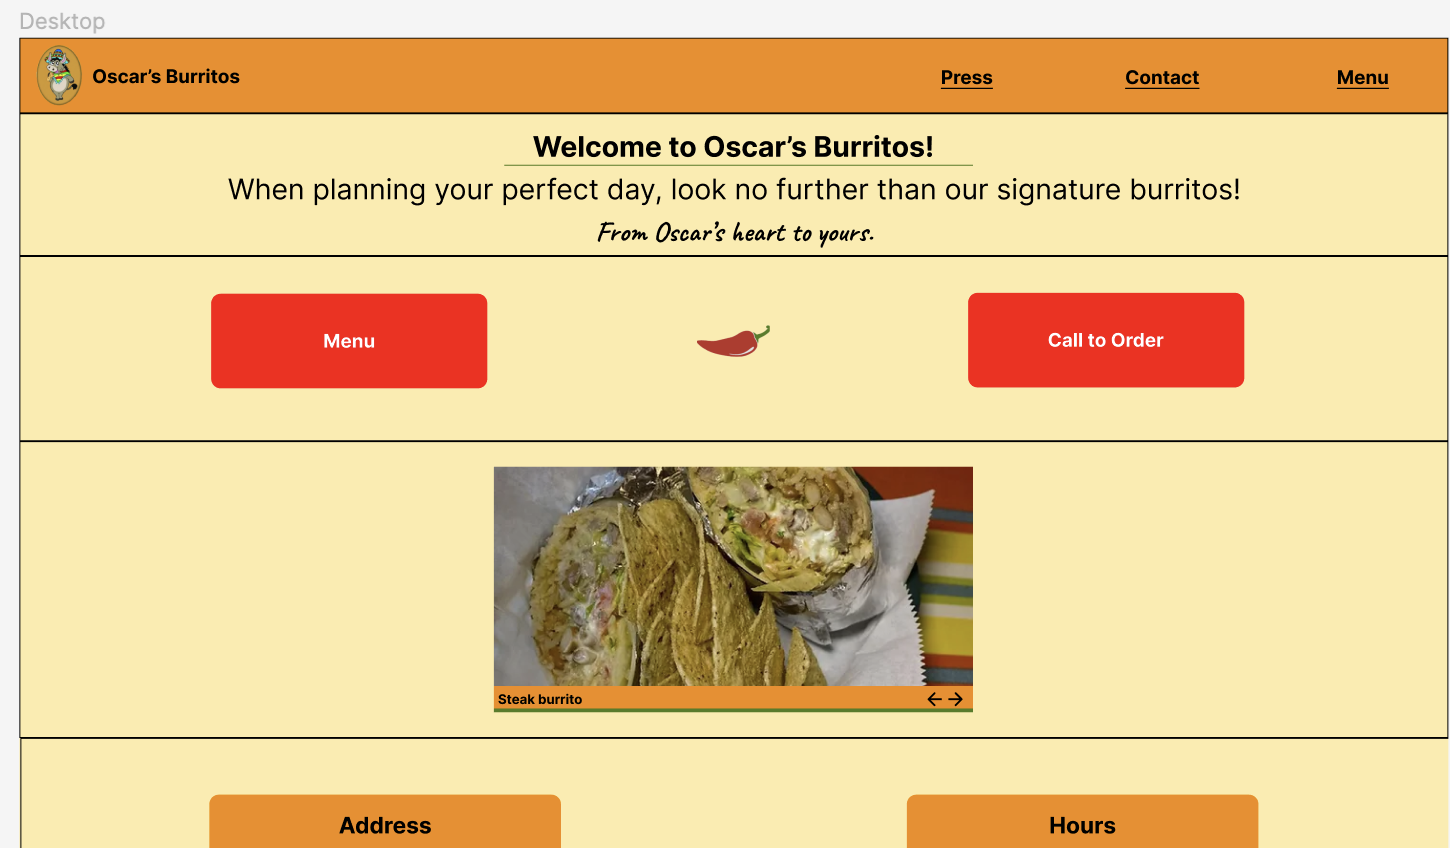 Desktop
Oscar’s Burritos
Press
Contact
Menu
Welcome to Oscar’s Burritos!
When planning your perfect day, look no further than our signature burritos!
From Oscar’s heart to yours.
Menu
Call to Order
Steak burrito
Address
Hours